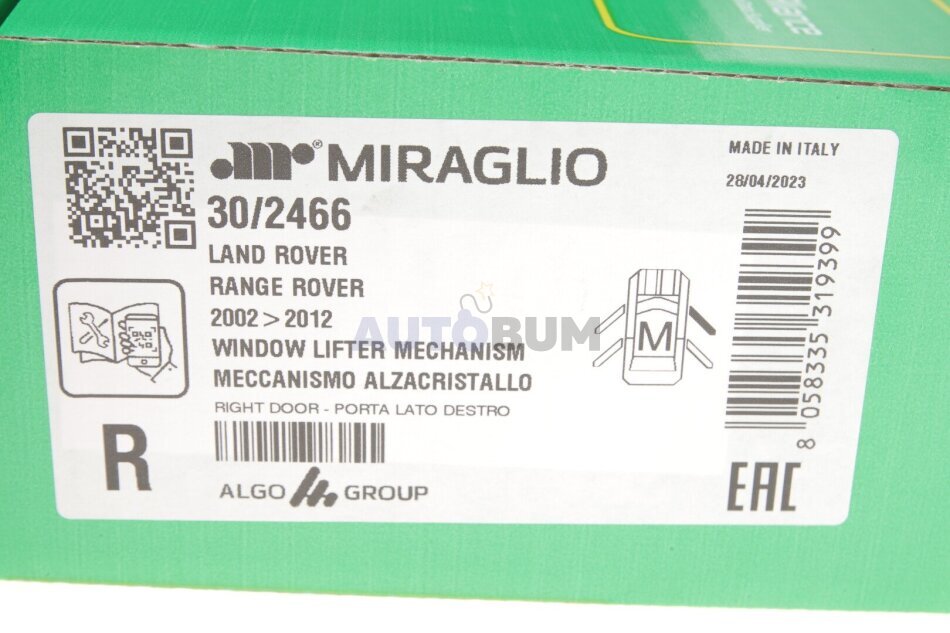 MIRAGLIO
30/2466
LAND ROVER
RANGE ROVER
2002 > 2012
WINDOW LIFTER MECHANISM
MECCANISMO ALZACRISTALLO
RIGHT DOOR - PORTA LATO DESTRO
R
ALGO GROUP
MADE IN ITALY
28/04/2023
M
8 058335 319399
EAC
AUTOBUM